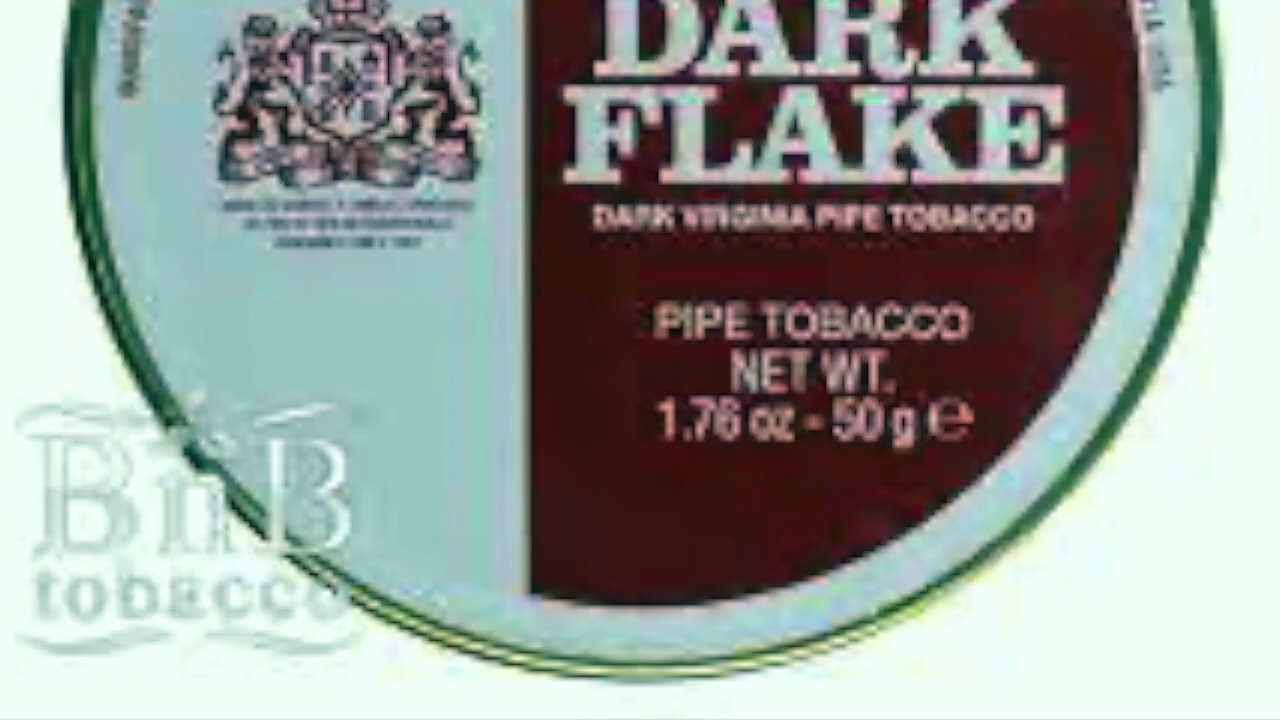 DARK
FLAKE
DARK VIRGINIA PIPE TOBACCO
PIPE TOBACCO
NET WT.
1.76 oz - 50 g ℮
BnB
tobacco